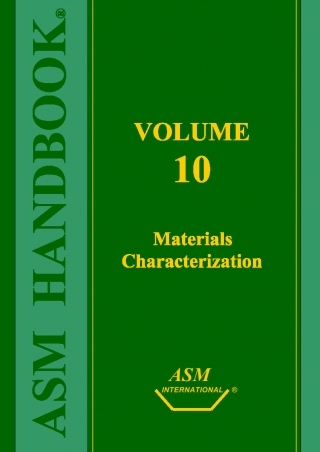 ASM HANDBOOK®
VOLUME
10
Materials
Characterization
ASM
INTERNATIONAL ®